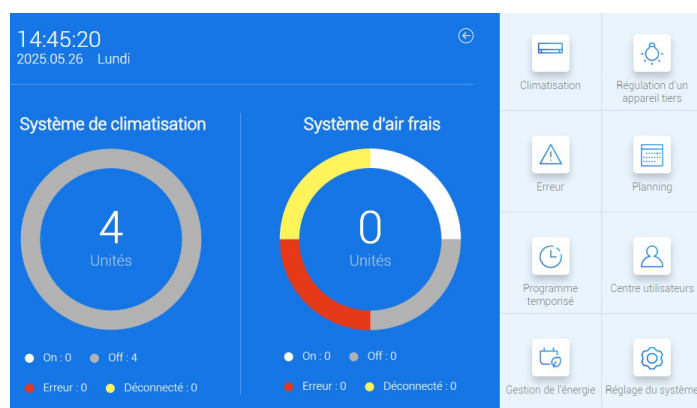 14:45:20
2025.05.26 Lundi
Système de climatisation
4
Unités
On : 0 Off : 4
Erreur : 0 Déconnecté : 0
Système d'air frais
0
Unités
On : 0 Off : 0
Erreur : 0 Déconnecté : 0
Climatisation
Régulation d'un
appareil tiers
Erreur
Planning
Programme
temporisé
Centre utilisateurs
Gestion de l'énergie
Réglage du système